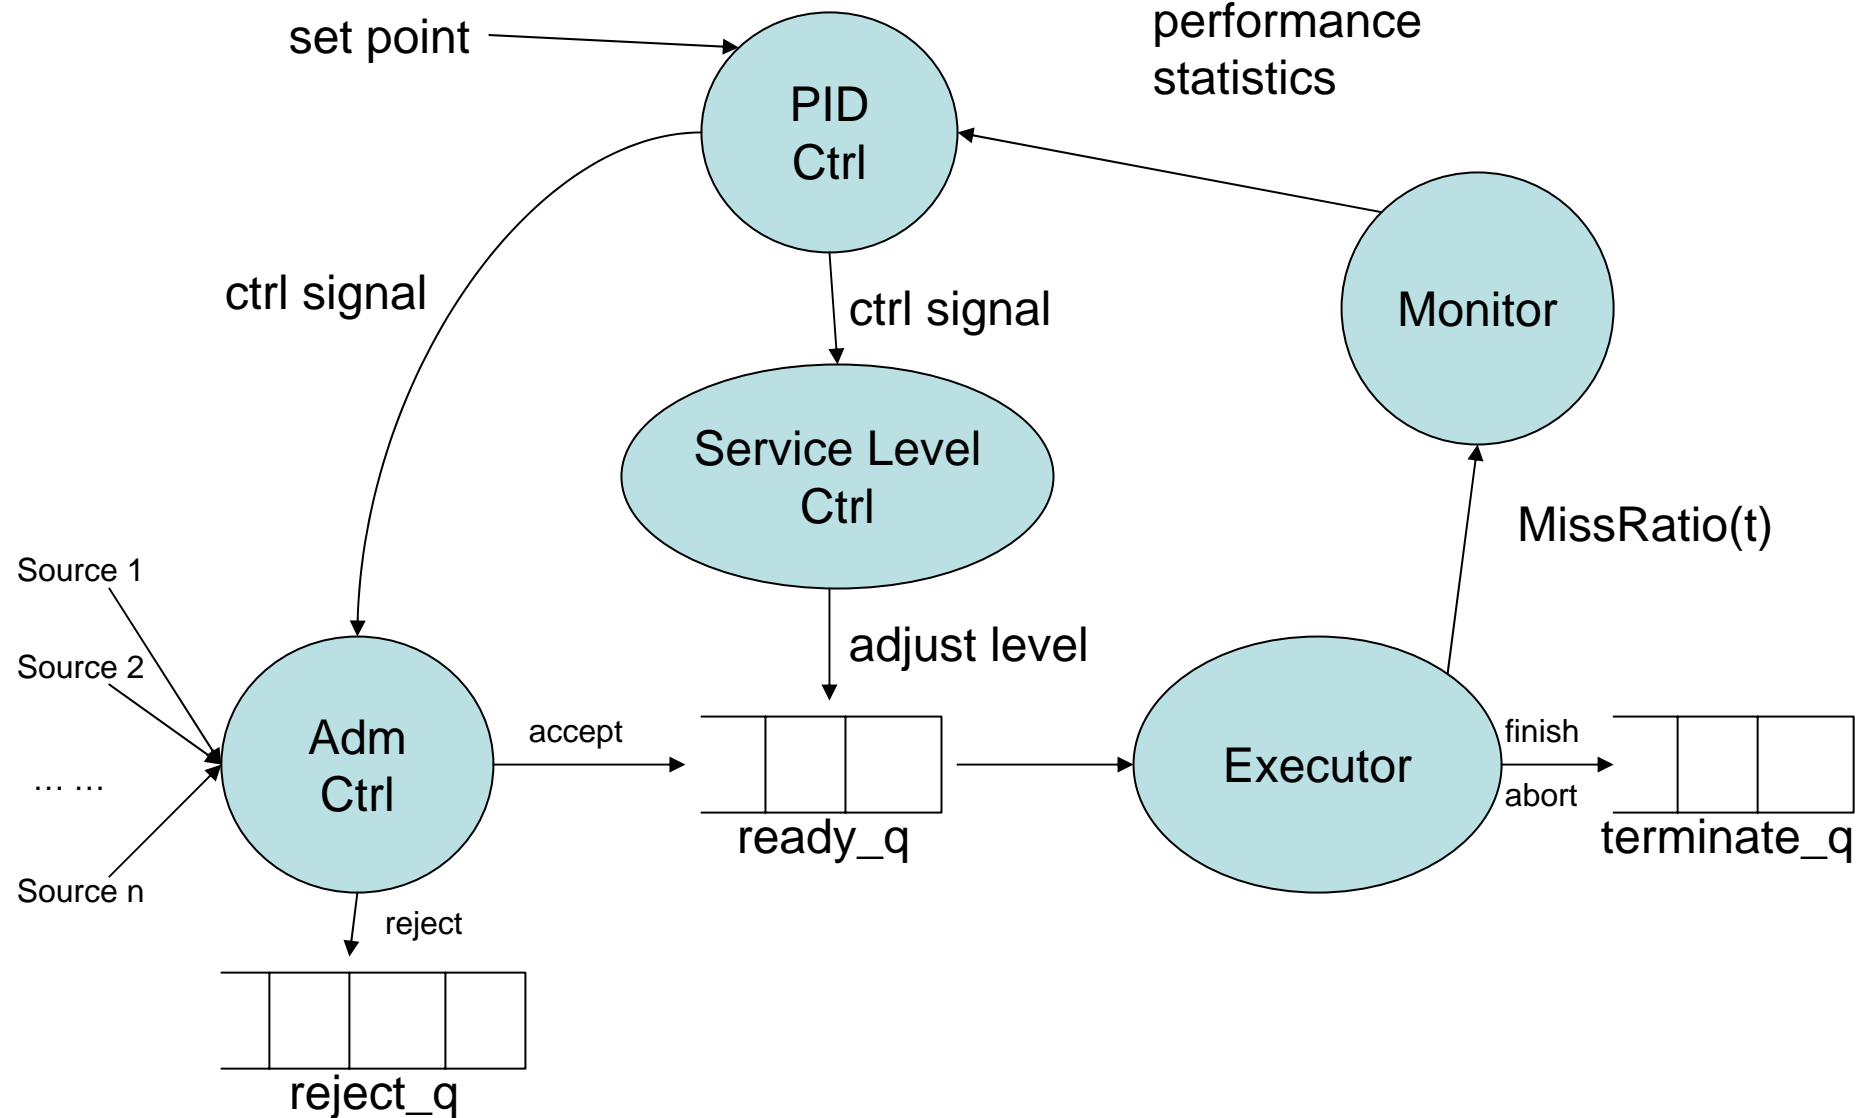 set point
performance
statistics
PID
Ctrl
ctrl signal
ctrl signal
Monitor
Service Level
Ctrl
MissRatio(t)
Source 1
Source 2
... ...
Source n
adjust level
Adm
Ctrl
accept
reject
Executor
finish
abort
ready_q
terminate_q
reject_q